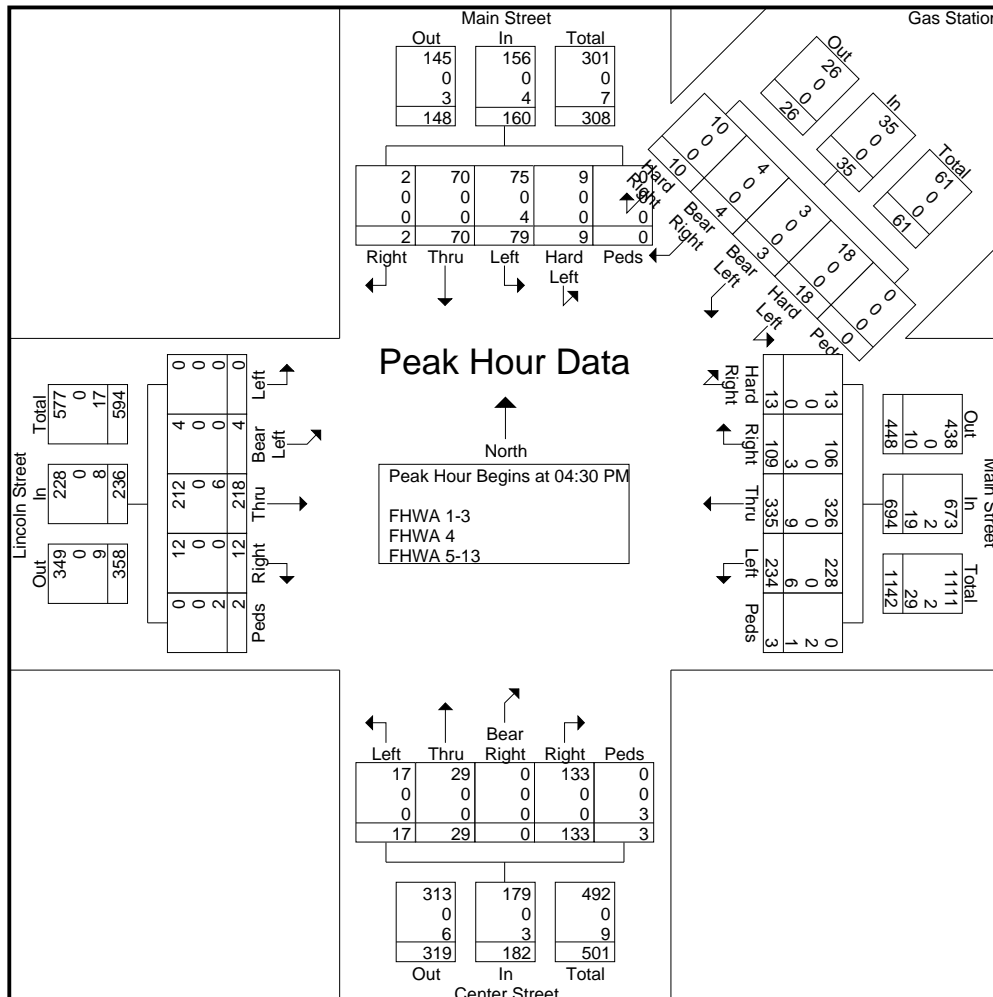 Main Street
Out In Total
145 156 301
0 0 0
3 4 7
148 160 308
2 70 75 9 0
0 0 0 0 0
0 0 4 0 0
2 70 79 9 0
Right Thru Left Hard Left Peds
Gas Station
Out
26
0
0
26
In
35
0
0
35
Total
61
0
0
61
10 4 3 18 0
0 0 0 0 0
0 0 0 0 0
10 4 3 18 0
Hard Right
Bear Right
Bear Left
Hard Left
Peds
Peak Hour Data
North
Peak Hour Begins at 04:30 PM
FHWA 1-3
FHWA 4
FHWA 5-13
Lincoln Street
Total
577
0
17
594
In
228
0
8
236
Out
349
0
9
358
0 0 0 0
Left
4 0 0 4
Bear Left
212 0 6 218
Thru
12 0 0 12
Right
0 0 2 2
Peds
Main Street
Out
438
0
10
448
In
673
2
19
694
Total
1111
2
29
1142
Hard Right
13 0 0 13
Right
109 3 0 106
Thru
335 9 0 326
Left
234 6 0 228
Peds
3 1 2 0
Left Thru Bear Right Right Peds
17 29 0 133 0
0 0 0 0 0
0 0 0 0 3
17 29 0 133 3
313 179 492
0 0 0
6 3 9
319 182 501
Out In Total
Center Street